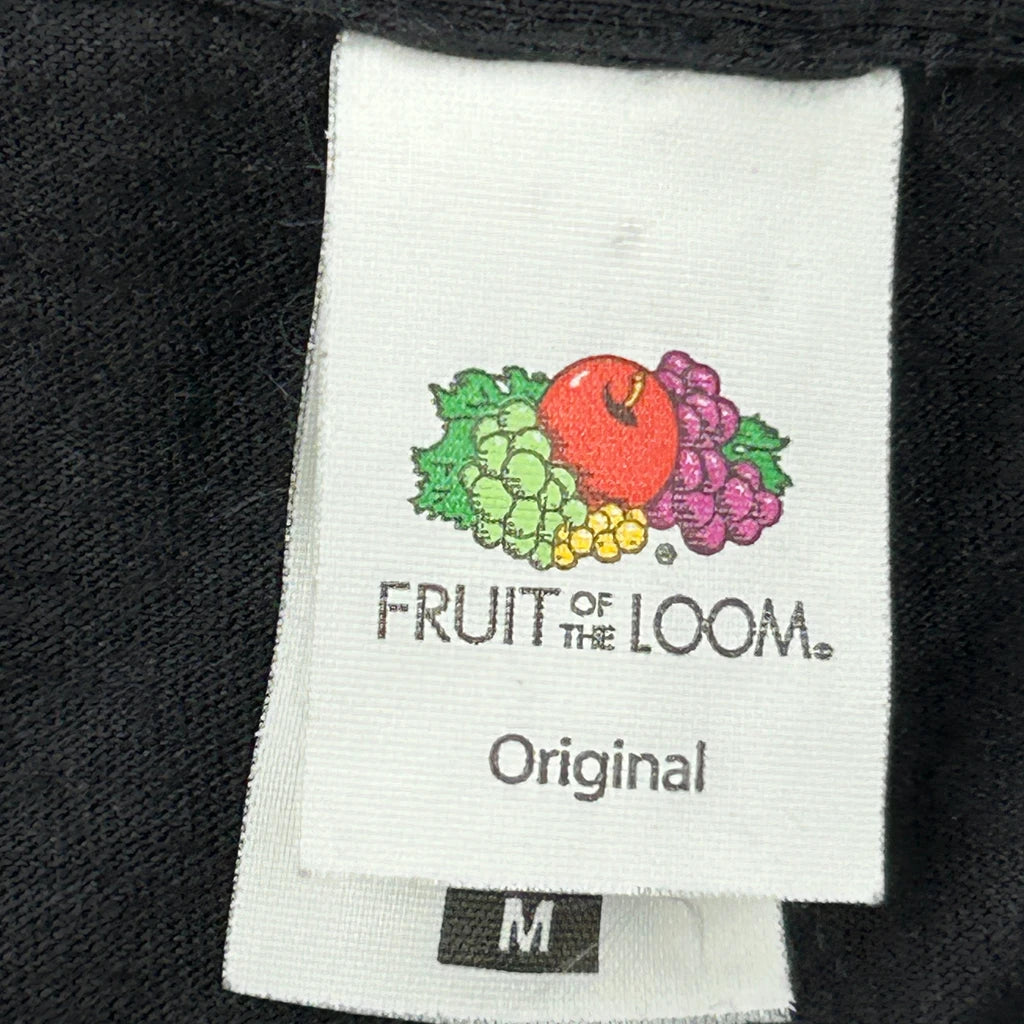 ®
FRUIT OF THE LOOM®
Original
M